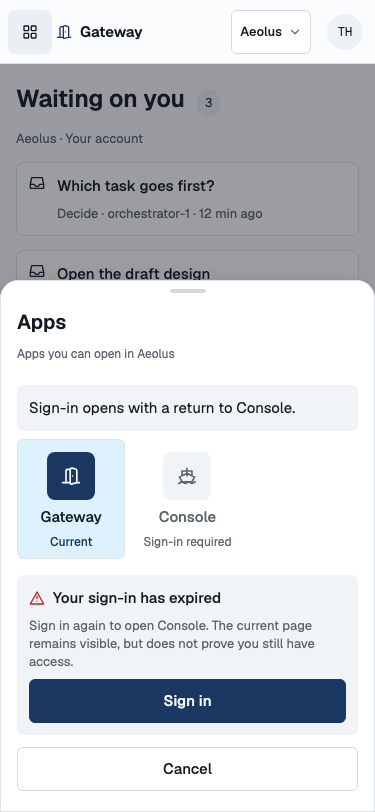 Gateway
Aeolus
TH
Waiting on you 3
Aeolus · Your account
Which task goes first?
Decide · orchestrator-1 · 12 min ago
Open the draft design
Apps
Apps you can open in Aeolus
Sign-in opens with a return to Console.
Gateway
Current
Console
Sign-in required
Your sign-in has expired
Sign in again to open Console. The current page
remains visible, but does not prove you still have
access.
Sign in
Cancel